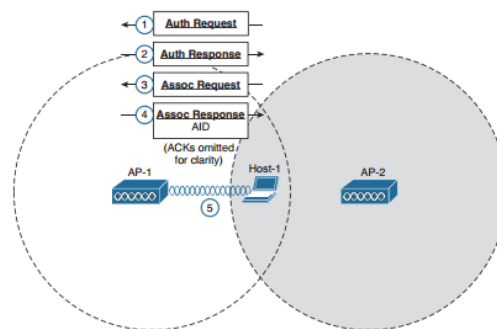 1 Auth Request
2 Auth Response
3 Assoc Request
4 Assoc Response
AID
(ACKs omitted
for clarity)
AP-1
Host-1
AP-2
5